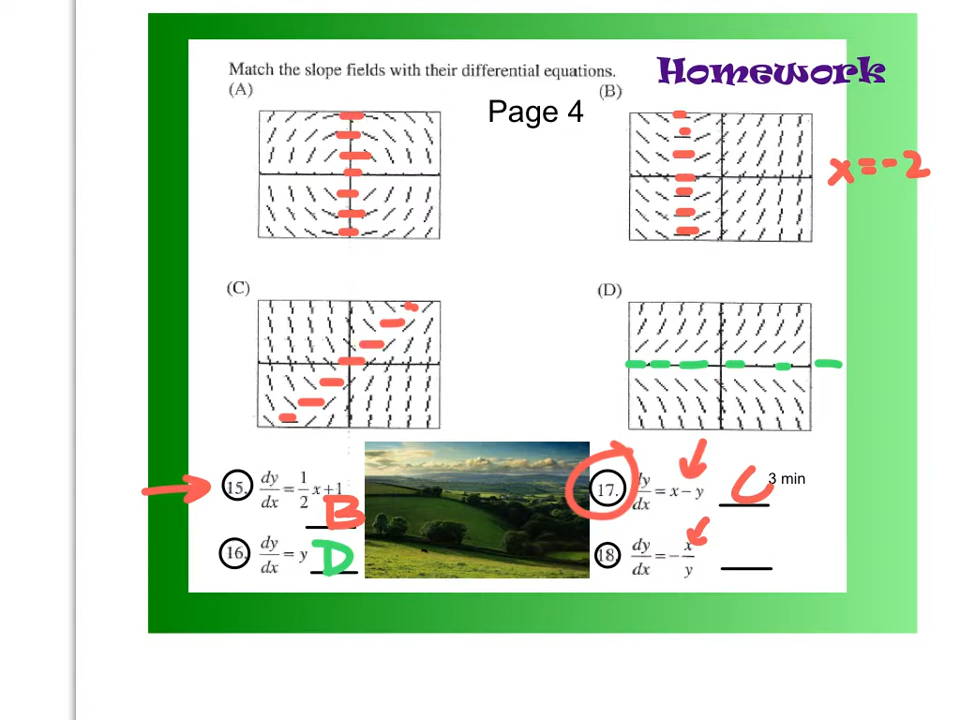 Match the slope fields with their differential equations.
Homework
(A)
Page 4
(B)
x = -2
(C)
(D)
15. dy/dx = 1/2 x+1 B
16. dy/dx = y D
17. dy/dx = x − y C
3 min
18 dy/dx = − x/y